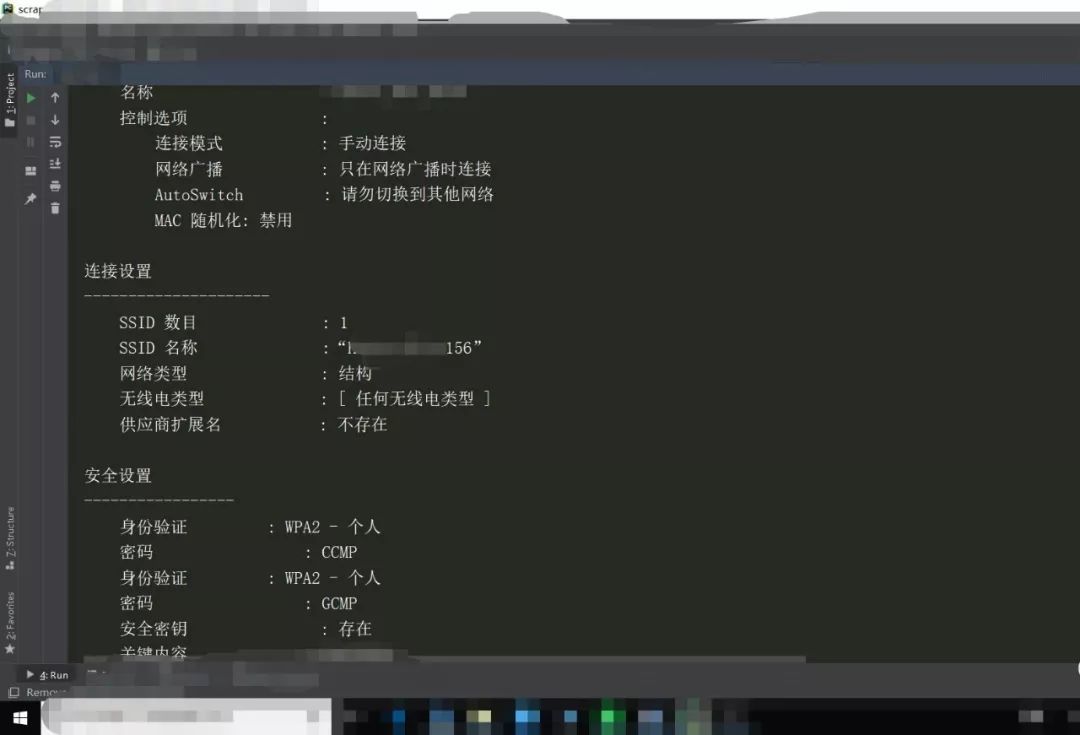 scrap
Run:
1: Project
名称
控制选项 :
连接模式 : 手动连接
网络广播 : 只在网络广播时连接
AutoSwitch : 请勿切换到其他网络
MAC 随机化: 禁用
连接设置
---------------------
SSID 数目 : 1
SSID 名称 :“h 156”
网络类型 : 结构
无线电类型 : [ 任何无线电类型 ]
供应商扩展名 : 不存在
安全设置
-----------------
身份验证 : WPA2 - 个人
密码 : CCMP
身份验证 : WPA2 - 个人
密码 : GCMP
安全密钥 : 存在
关键内容
Z: Structure
2: Favorites
4: Run
Remove